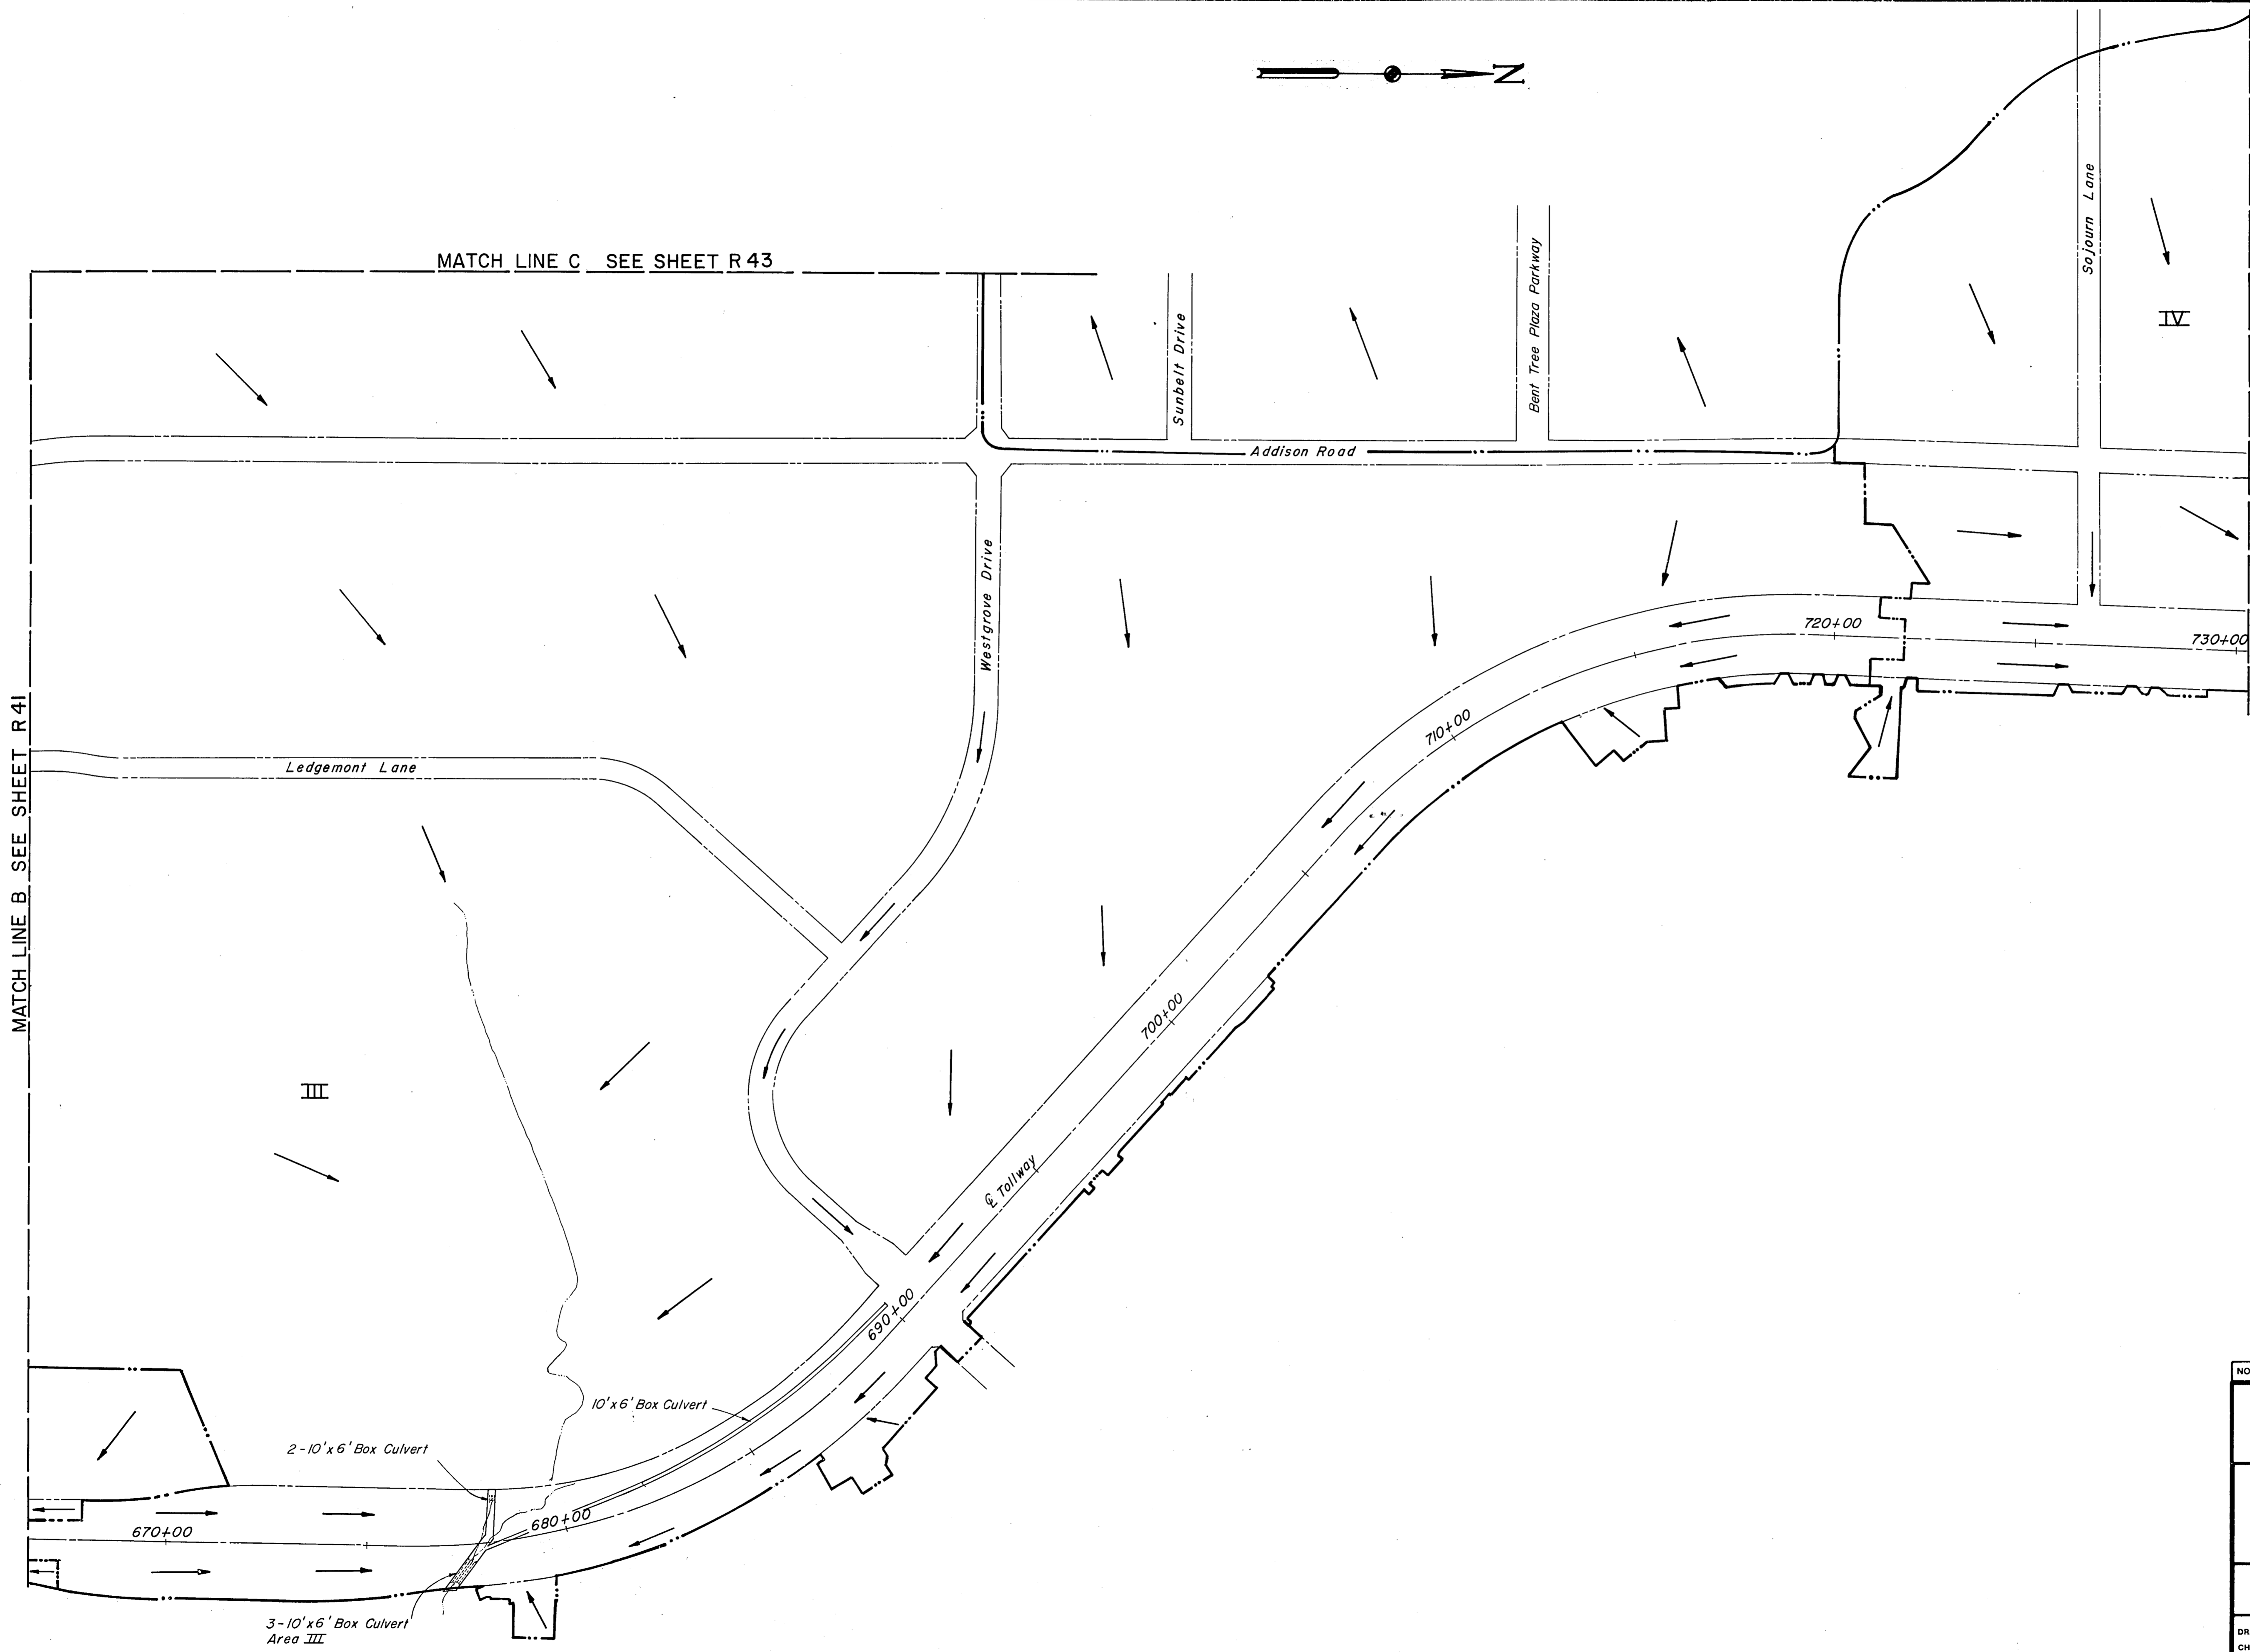 N
MATCH LINE C SEE SHEET R 43
Sojourn Lane
IV
Sunbelt Drive
Bent Tree Plaza Parkway
Addison Road
Westgrove Drive
720+00
730+00
MATCH LINE B SEE SHEET R 41
710+00
Ledgemont Lane
700+00
III
℄ Tollway
690+00
NO
10'x6' Box Culvert
2-10'x6' Box Culvert
680+00
670+00
3-10'x6' Box Culvert
Area III
DR
CH